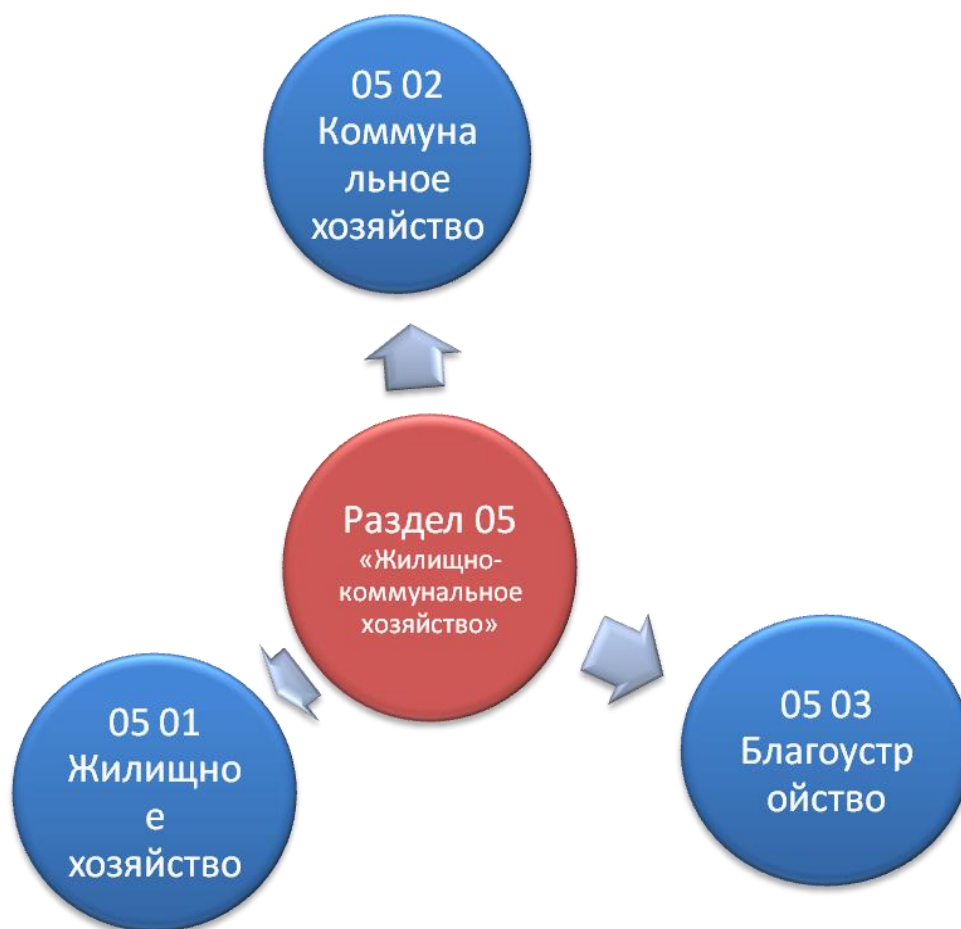 05 02
Коммуна
льное
хозяйство
Раздел 05
«Жилищно-
коммунальное
хозяйство»
05 01
Жилищно
е
хозяйство
05 03
Благоустр
ойство